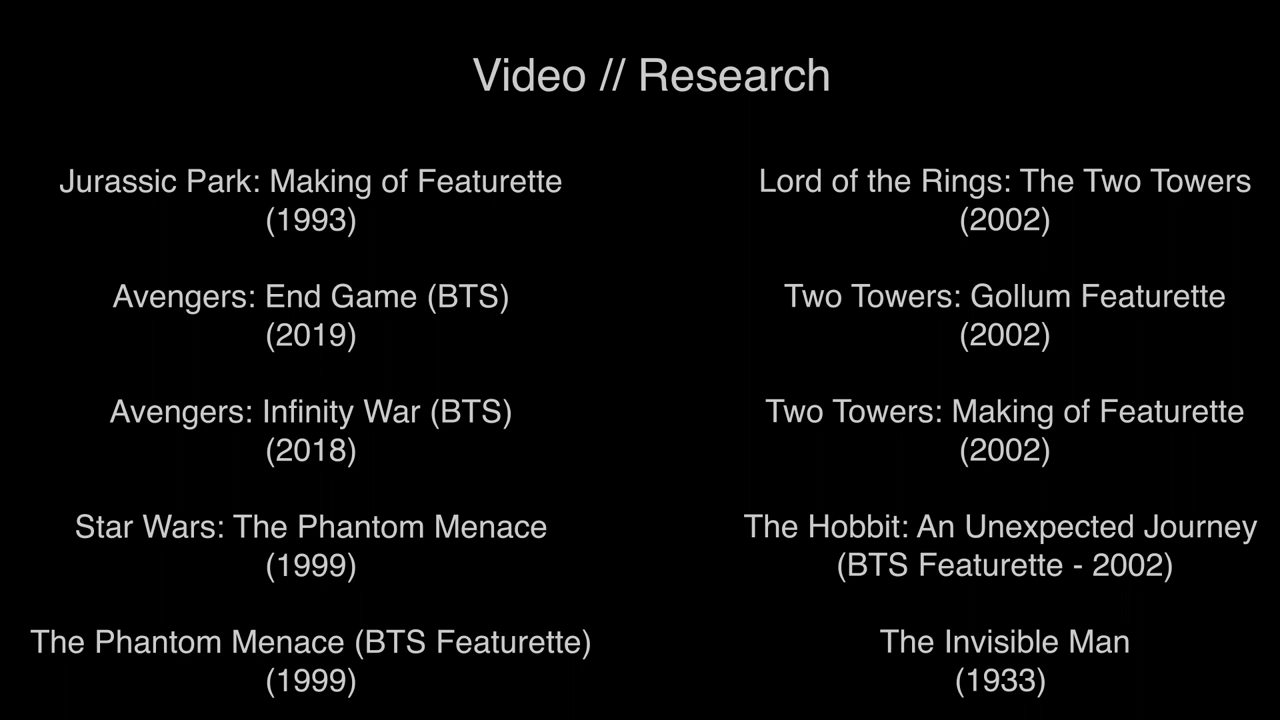 Video // Research
Jurassic Park: Making of Featurette
(1993)
Avengers: End Game (BTS)
(2019)
Avengers: Infinity War (BTS)
(2018)
Star Wars: The Phantom Menace
(1999)
The Phantom Menace (BTS Featurette)
(1999)
Lord of the Rings: The Two Towers
(2002)
Two Towers: Gollum Featurette
(2002)
Two Towers: Making of Featurette
(2002)
The Hobbit: An Unexpected Journey
(BTS Featurette - 2002)
The Invisible Man
(1933)